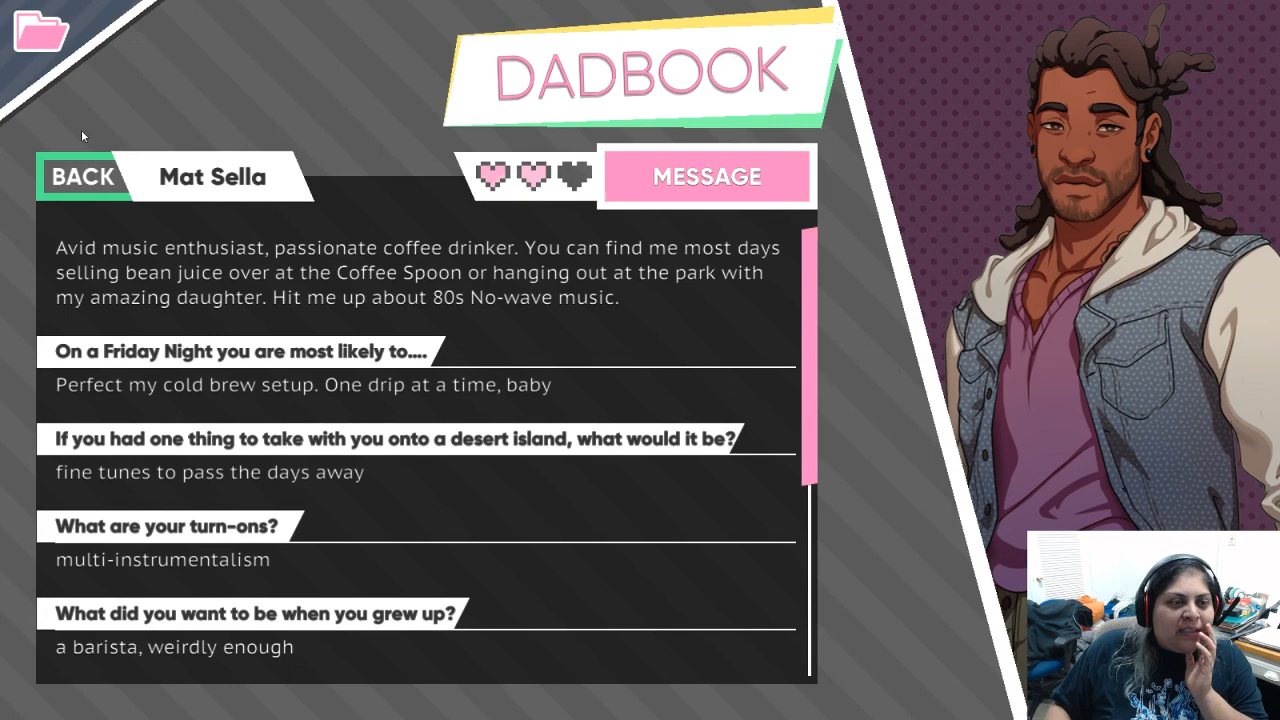 DADBOOK
BACK
Mat Sella
MESSAGE
Avid music enthusiast, passionate coffee drinker. You can find me most days
selling bean juice over at the Coffee Spoon or hanging out at the park with
my amazing daughter. Hit me up about 80s No-wave music.
On a Friday Night you are most likely to....
Perfect my cold brew setup. One drip at a time, baby
If you had one thing to take with you onto a desert island, what would it be?
fine tunes to pass the days away
What are your turn-ons?
multi-instrumentalism
What did you want to be when you grew up?
a barista, weirdly enough